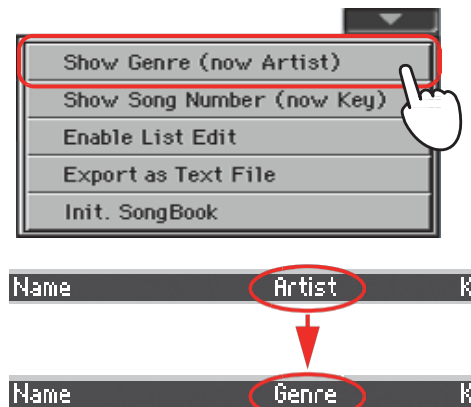 Show Genre (now Artist)
Show Song Number (now Key)
Enable List Edit
Export as Text File
Init. SongBook
Name Artist K
Name Genre K